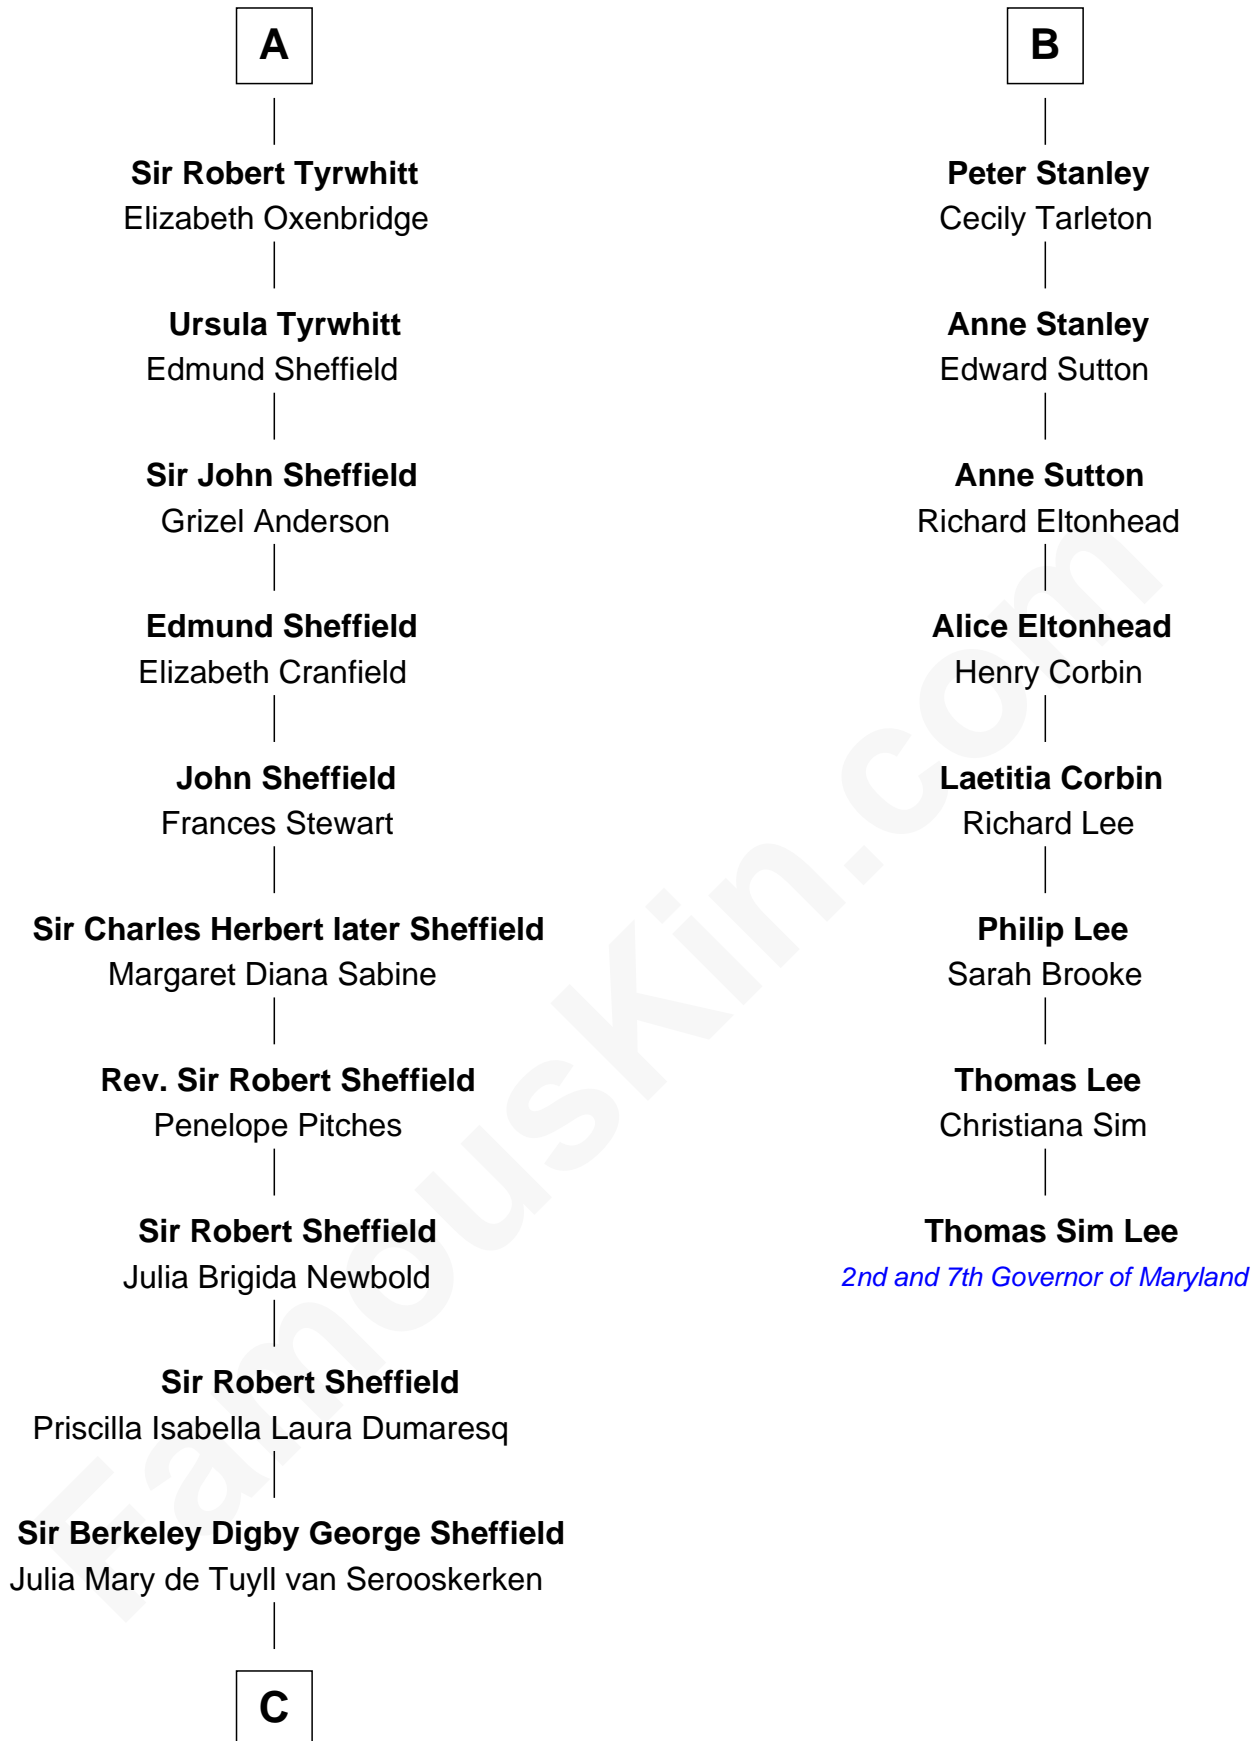 A
Sir Robert Tyrwhitt
Elizabeth Oxenbridge
Ursula Tyrwhitt
Edmund Sheffield
Sir John Sheffield
Grizel Anderson
Edmund Sheffield
Elizabeth Cranfield
John Sheffield
Frances Stewart
Sir Charles Herbert later Sheffield
Margaret Diana Sabine
Rev. Sir Robert Sheffield
Penelope Pitches
Sir Robert Sheffield
Julia Brigida Newbold
Sir Robert Sheffield
Priscilla Isabella Laura Dumaresq
Sir Berkeley Digby George Sheffield
Julia Mary de Tuyll van Serooskerken
C
B
Peter Stanley
Cecily Tarleton
Anne Stanley
Edward Sutton
Anne Sutton
Richard Eltonhead
Alice Eltonhead
Henry Corbin
Laetitia Corbin
Richard Lee
Philip Lee
Sarah Brooke
Thomas Lee
Christiana Sim
Thomas Sim Lee
2nd and 7th Governor of Maryland
FamousKin.com